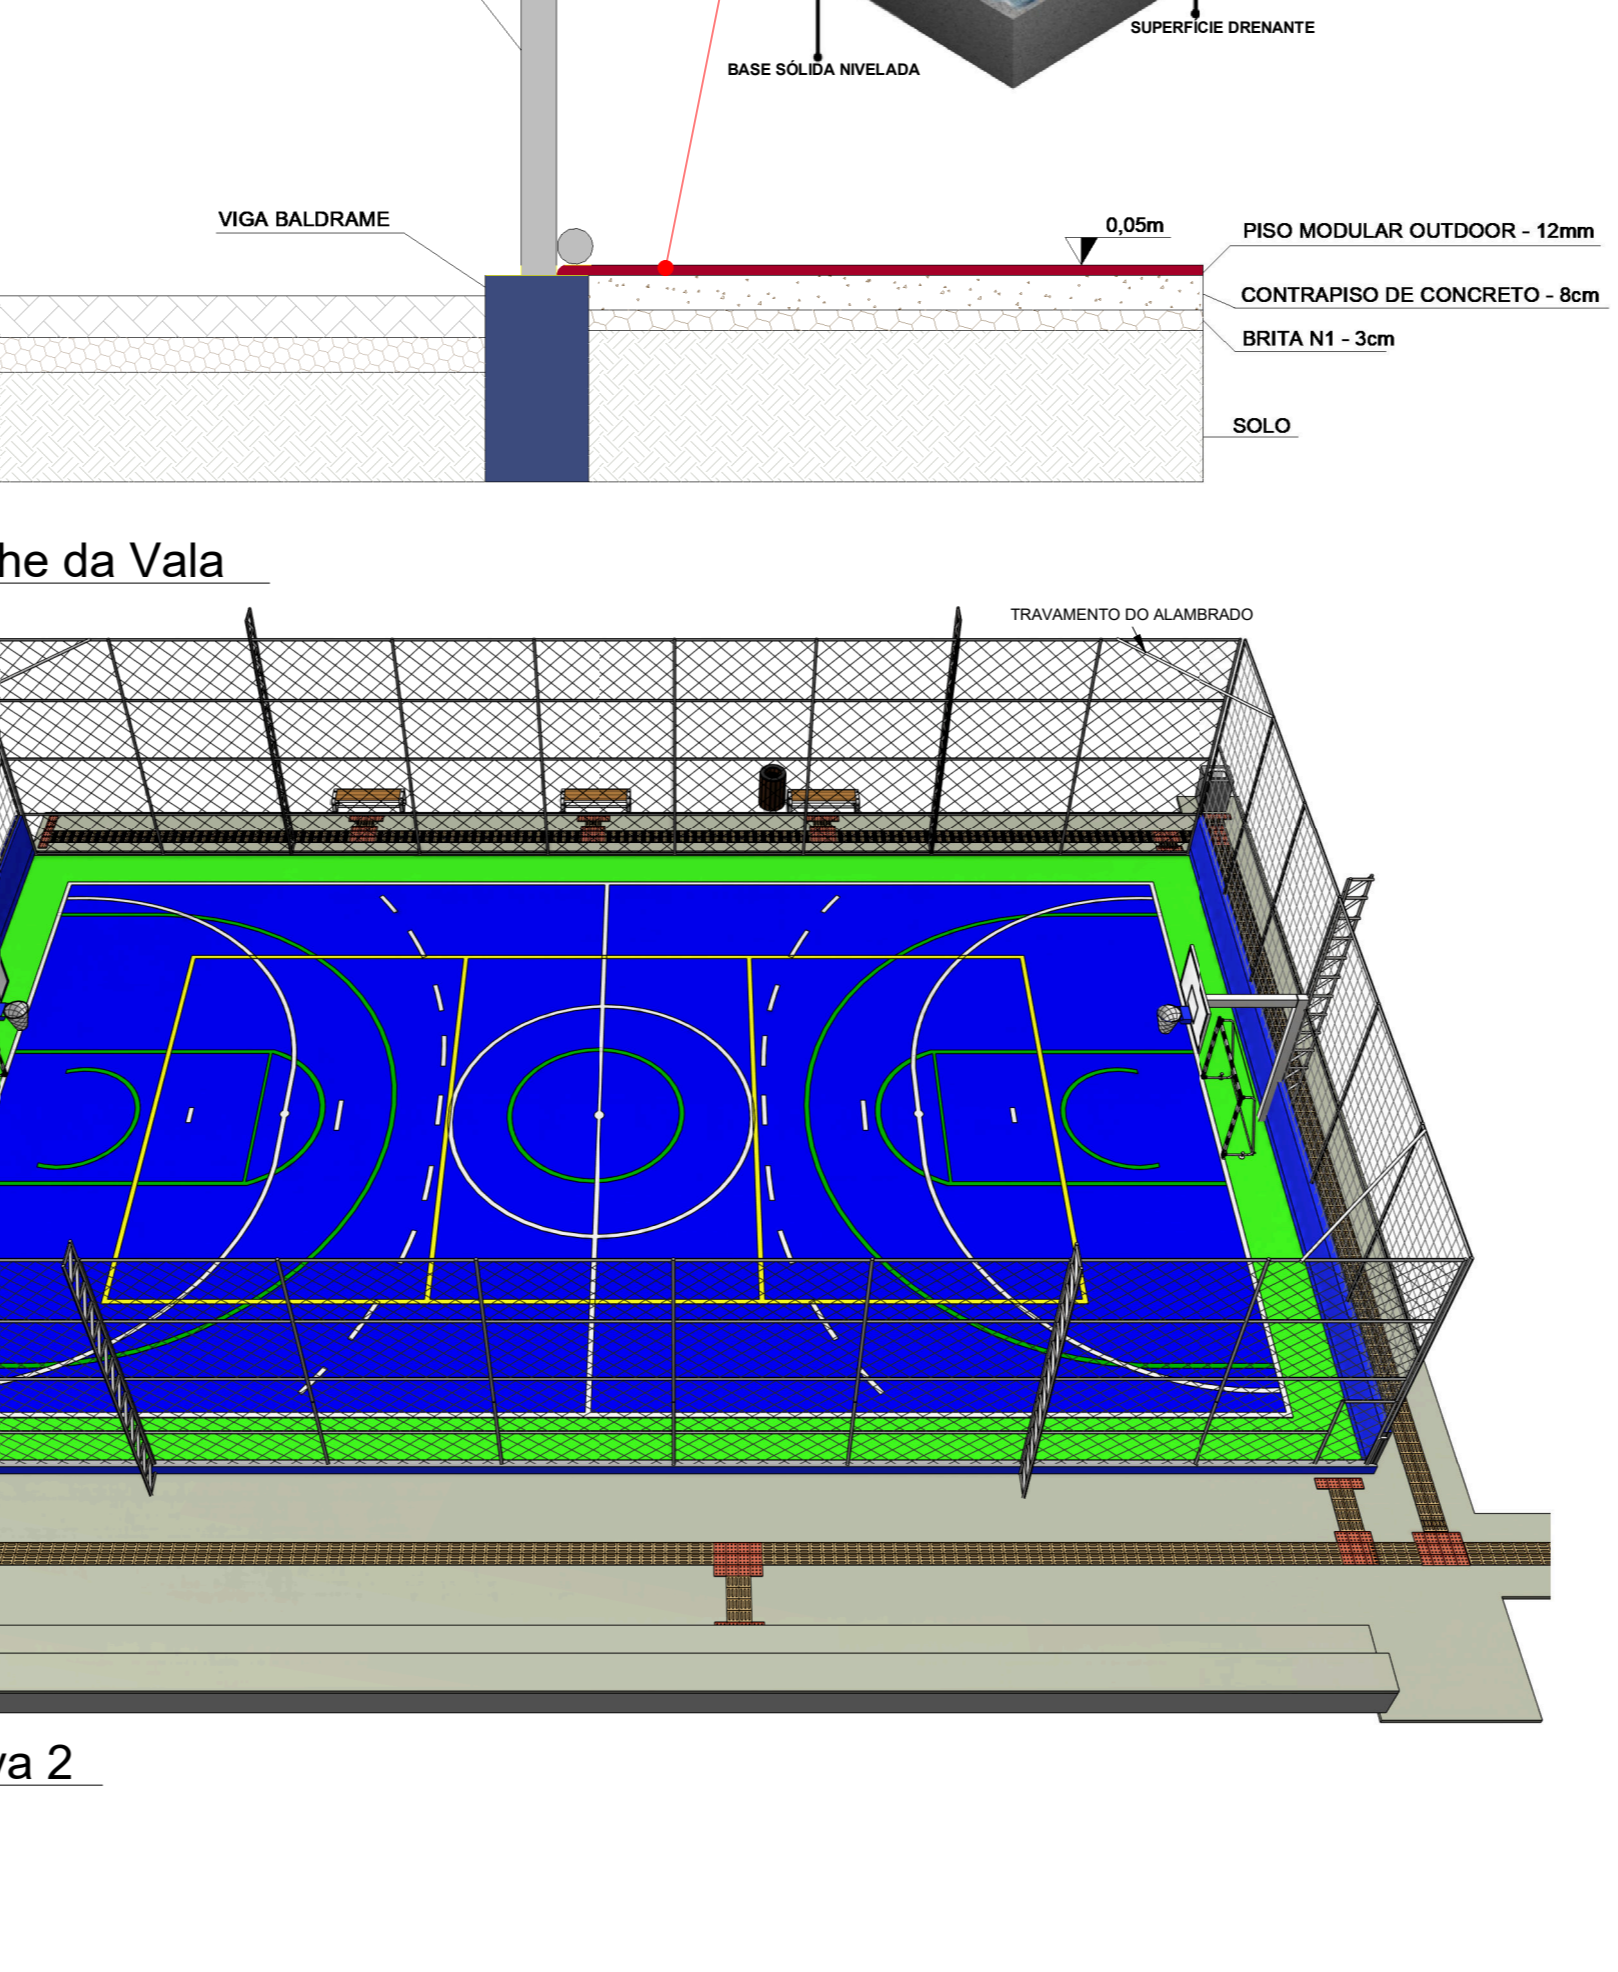 SUPERFÍCIE DRENANTE
BASE SÓLIDA NIVELADA
VIGA BALDRAME
0,05m
PISO MODULAR OUTDOOR - 12mm
CONTRAPISO DE CONCRETO - 8cm
BRITA N1 - 3cm
SOLO
he da Vala
TRAVAMENTO DO ALAMBRADO
va 2